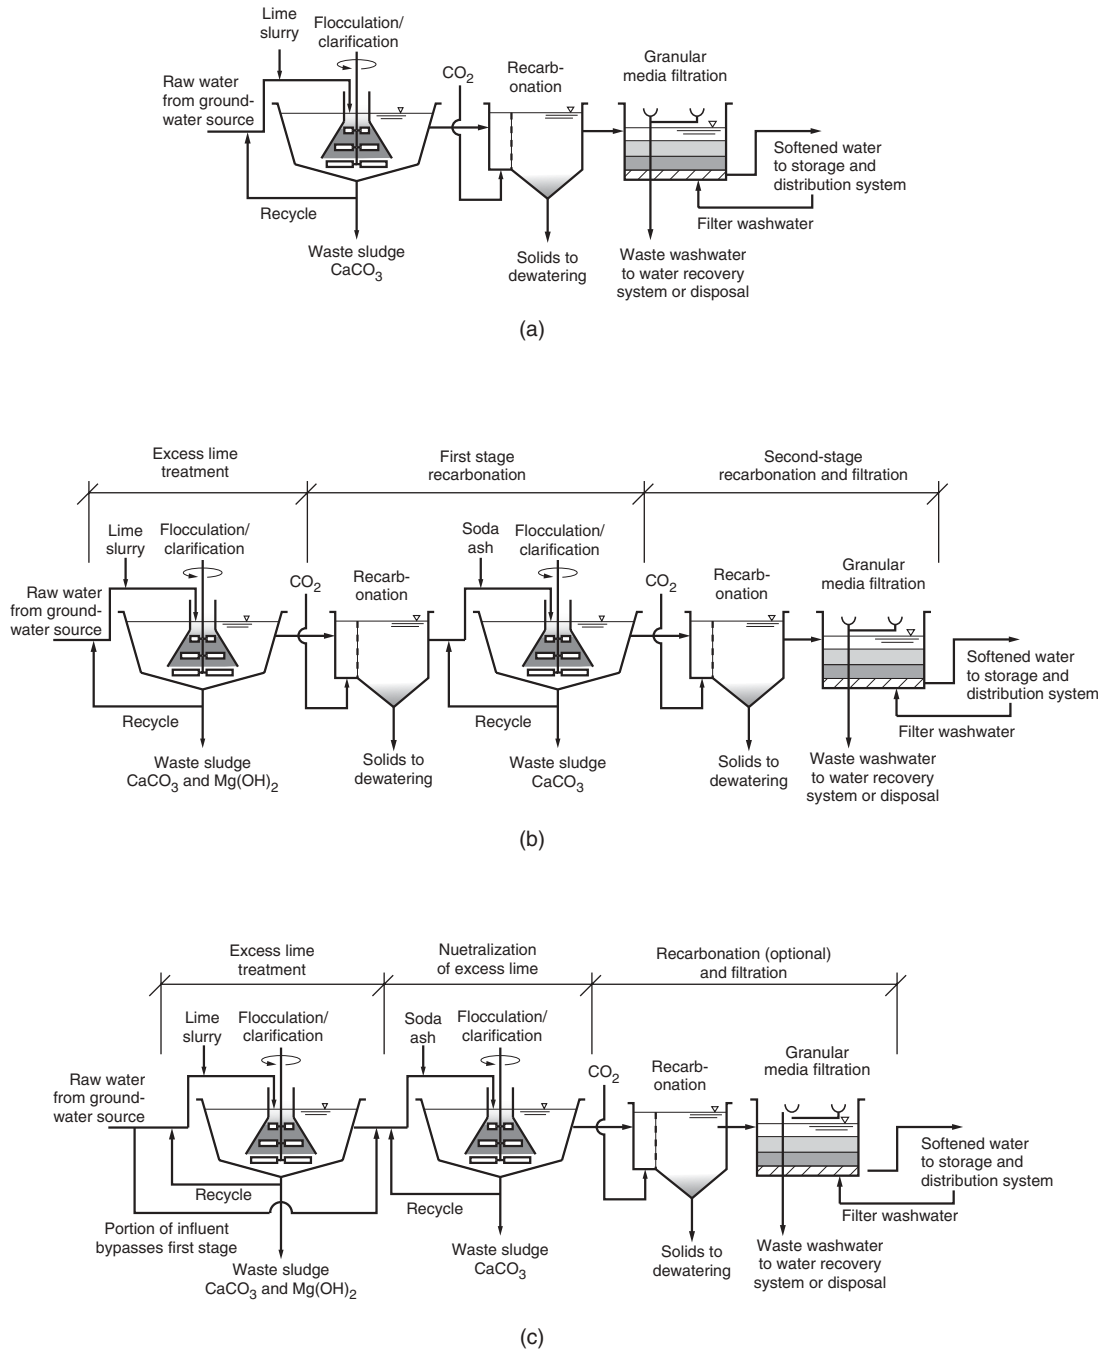 Lime
slurry
Flocculation/
clarification
Raw water
from ground-
water source
CO2
Recarb-
onation
Granular
media filtration
Softened water
to storage and
distribution system
Recycle
Filter washwater
Waste sludge
CaCO3
Solids to
dewatering
Waste washwater
to water recovery
system or disposal
(a)
Excess lime
treatment
First stage
recarbonation
Second-stage
recarbonation and filtration
Lime
slurry
Flocculation/
clarification
Soda
ash
Flocculation/
clarification
Raw water
from ground-
water source
CO2
Recarb-
onation
CO2
Recarb-
onation
Granular
media filtration
Softened water
to storage and
distribution system
Recycle
Recycle
Filter washwater
Waste sludge
CaCO3 and Mg(OH)2
Solids to
dewatering
Waste sludge
CaCO3
Solids to
dewatering
Waste washwater
to water recovery
system or disposal
(b)
Excess lime
treatment
Nuetralization
of excess lime
Recarbonation (optional)
and filtration
Lime
slurry
Flocculation/
clarification
Soda
ash
Flocculation/
clarification
Raw water
from ground-
water source
CO2
Recarb-
onation
Granular
media filtration
Softened water
to storage and
distribution system
Recycle
Recycle
Filter washwater
Portion of influent
bypasses first stage
Waste sludge
CaCO3 and Mg(OH)2
Waste sludge
CaCO3
Solids to
dewatering
Waste washwater
to water recovery
system or disposal
(c)